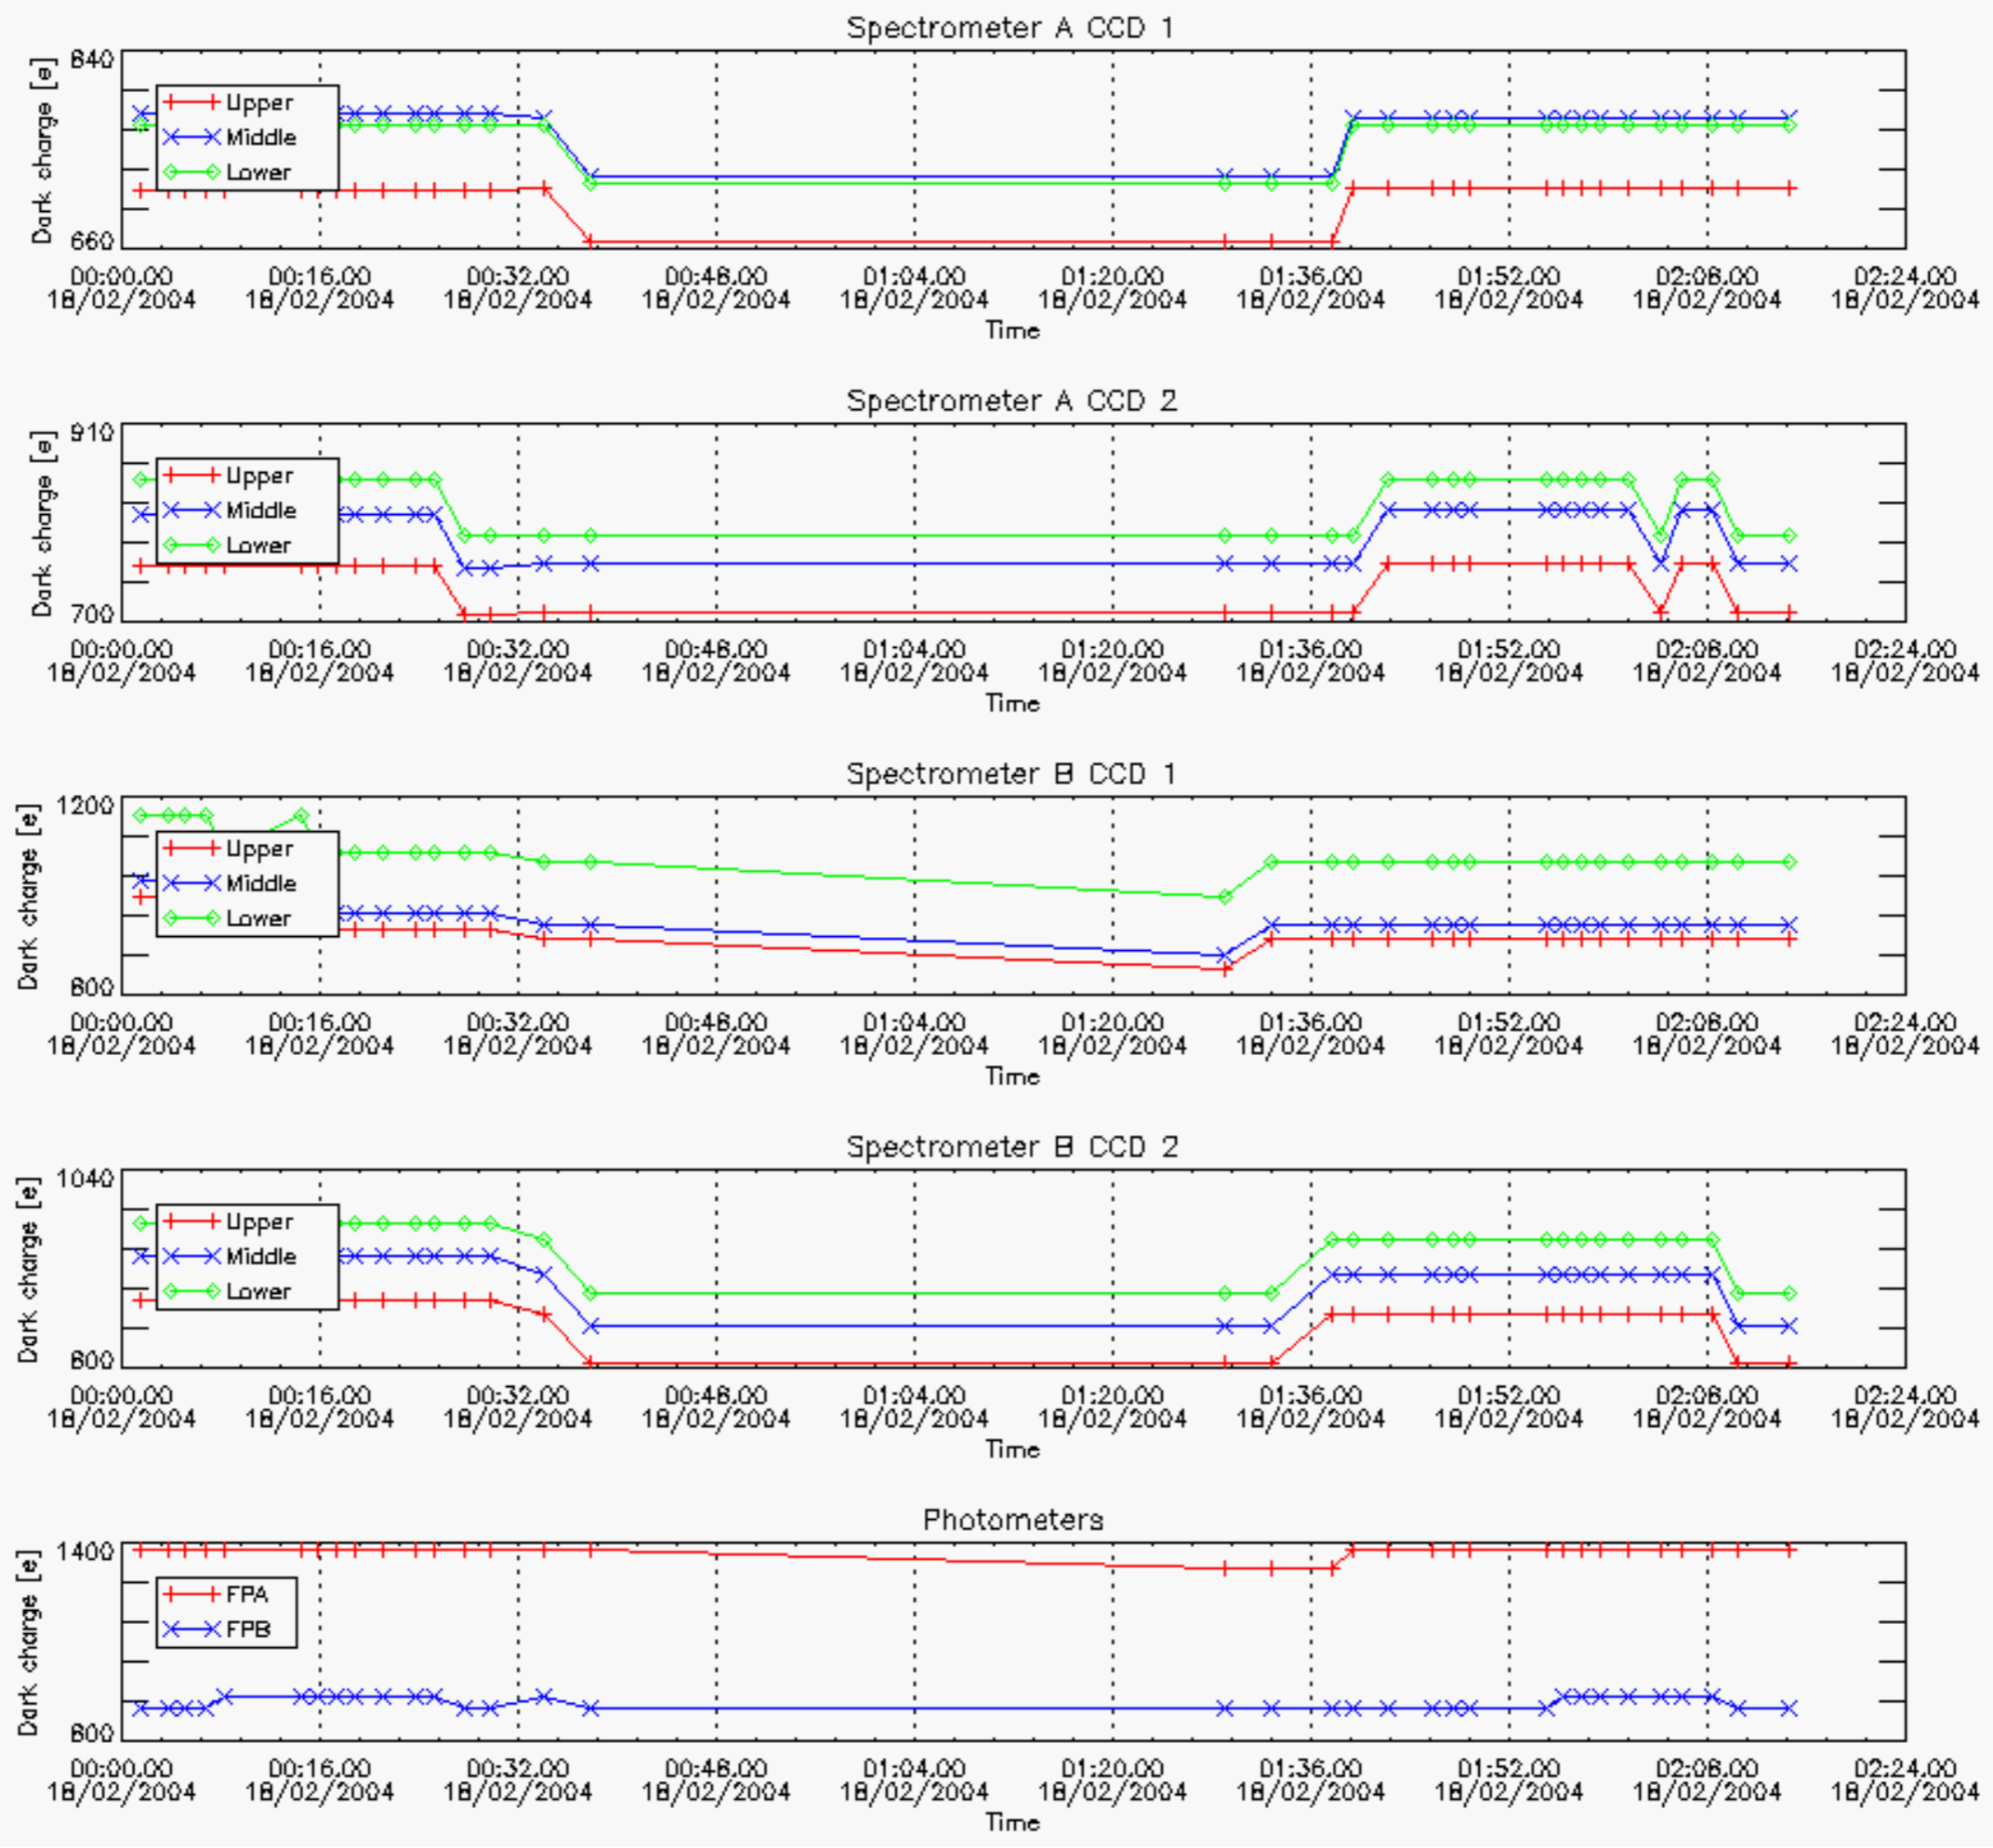 Spectrometer A CCD 1
840
Dark charge [e]
Upper
Middle
Lower
660
00:00.00 00:16.00 00:32.00 00:48.00 01:04.00 01:20.00 01:36.00 01:52.00 02:08.00 02:24.00
18/02/2004 18/02/2004 18/02/2004 18/02/2004 18/02/2004 18/02/2004 18/02/2004 18/02/2004 18/02/2004 18/02/2004
Time
Spectrometer A CCD 2
910
Dark charge [e]
Upper
Middle
Lower
700
00:00.00 00:16.00 00:32.00 00:48.00 01:04.00 01:20.00 01:36.00 01:52.00 02:08.00 02:24.00
18/02/2004 18/02/2004 18/02/2004 18/02/2004 18/02/2004 18/02/2004 18/02/2004 18/02/2004 18/02/2004 18/02/2004
Time
Spectrometer B CCD 1
1200
Dark charge [e]
Upper
Middle
Lower
800
00:00.00 00:16.00 00:32.00 00:48.00 01:04.00 01:20.00 01:36.00 01:52.00 02:08.00 02:24.00
18/02/2004 18/02/2004 18/02/2004 18/02/2004 18/02/2004 18/02/2004 18/02/2004 18/02/2004 18/02/2004 18/02/2004
Time
Spectrometer B CCD 2
1040
Dark charge [e]
Upper
Middle
Lower
800
00:00.00 00:16.00 00:32.00 00:48.00 01:04.00 01:20.00 01:36.00 01:52.00 02:08.00 02:24.00
18/02/2004 18/02/2004 18/02/2004 18/02/2004 18/02/2004 18/02/2004 18/02/2004 18/02/2004 18/02/2004 18/02/2004
Time
Photometers
1400
Dark charge [e]
FPA
FPB
800
00:00.00 00:16.00 00:32.00 00:48.00 01:04.00 01:20.00 01:36.00 01:52.00 02:08.00 02:24.00
18/02/2004 18/02/2004 18/02/2004 18/02/2004 18/02/2004 18/02/2004 18/02/2004 18/02/2004 18/02/2004 18/02/2004
Time